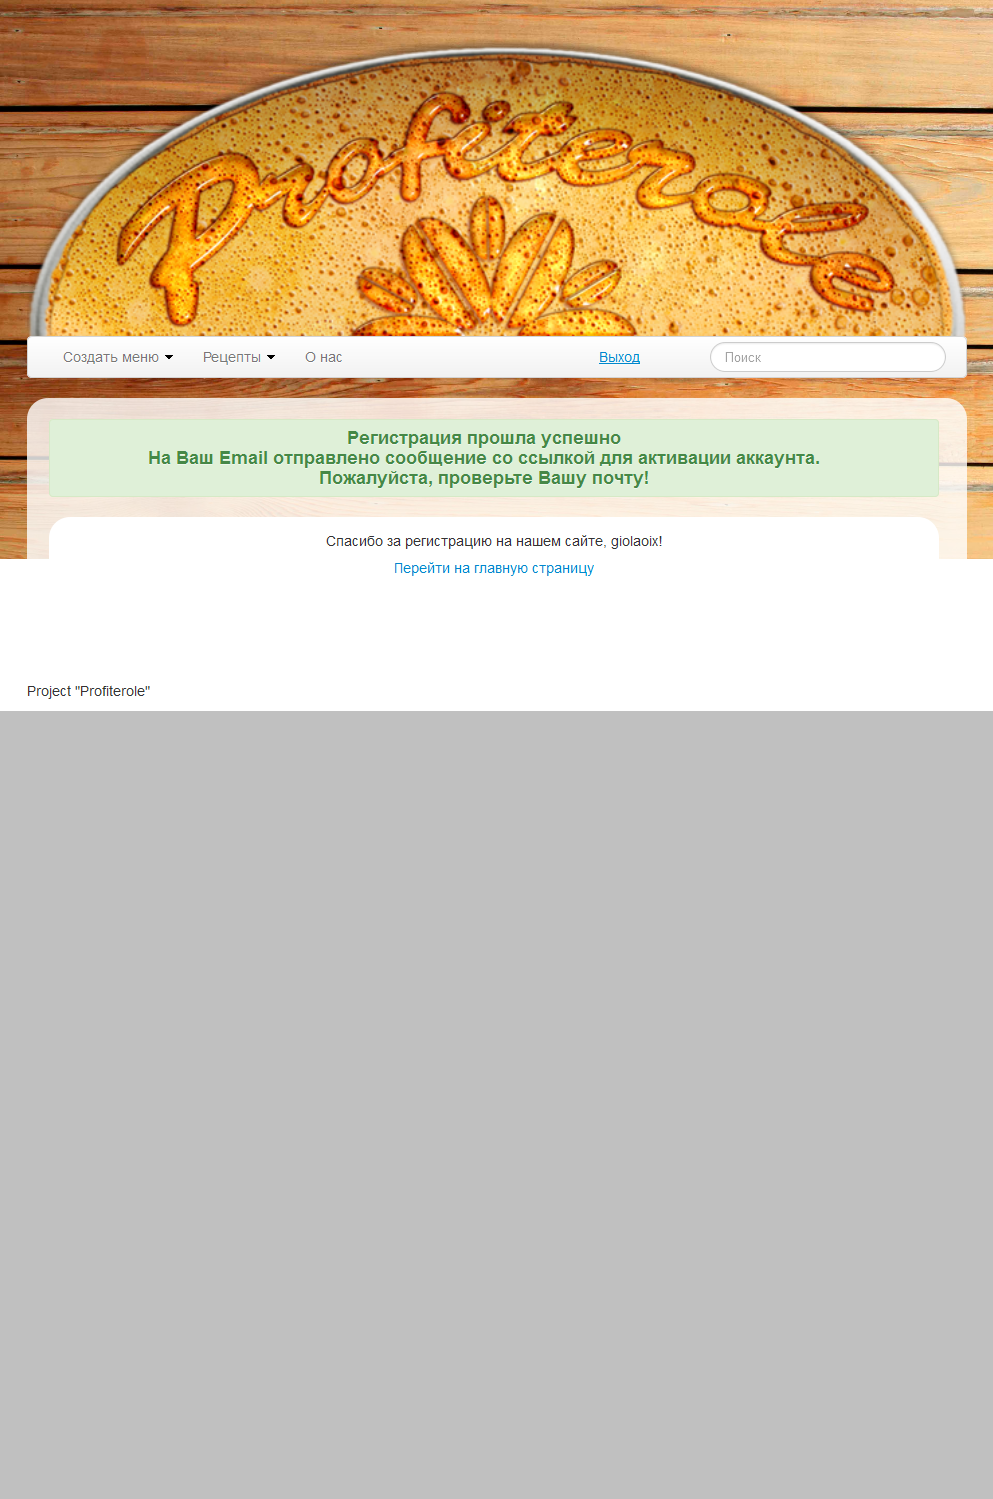 Profiterole
Создать меню
Рецепты
О нас
Выход
Поиск
Регистрация прошла успешно
На Ваш Email отправлено сообщение со ссылкой для активации аккаунта.
Пожалуйста, проверьте Вашу почту!
Спасибо за регистрацию на нашем сайте, giolaoix!
Перейти на главную страницу
Project "Profiterole"